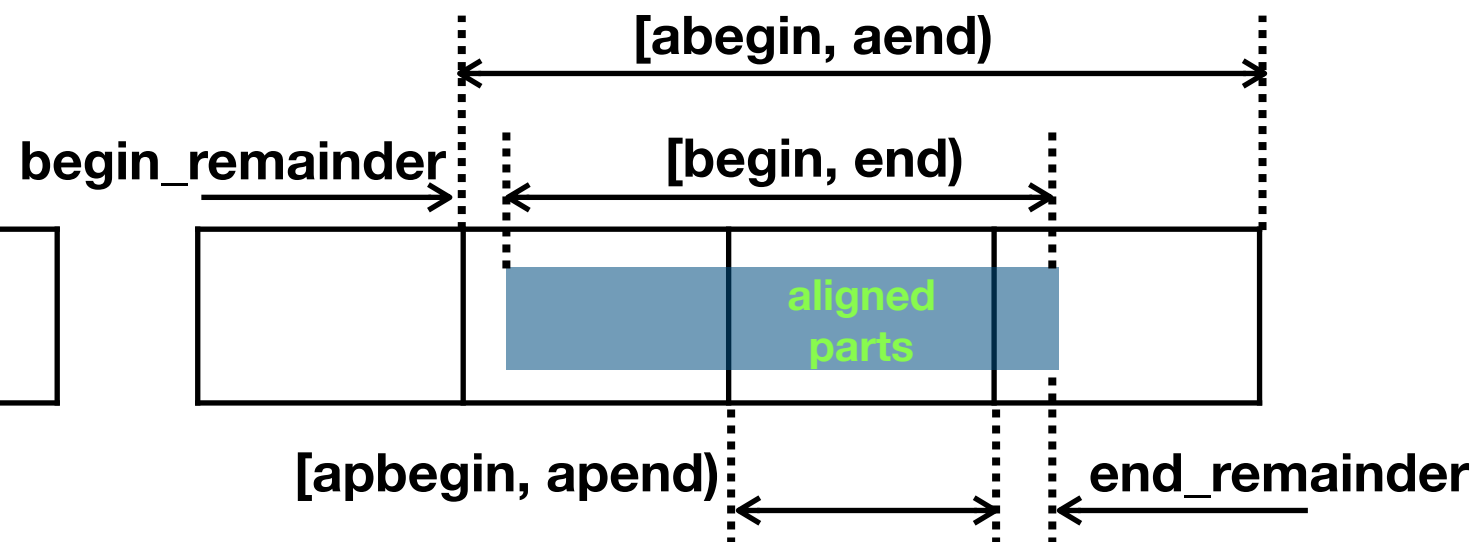 [abegin, aend)
begin_remainder
[begin, end)
aligned
parts
[apbegin, apend)
end_remainder